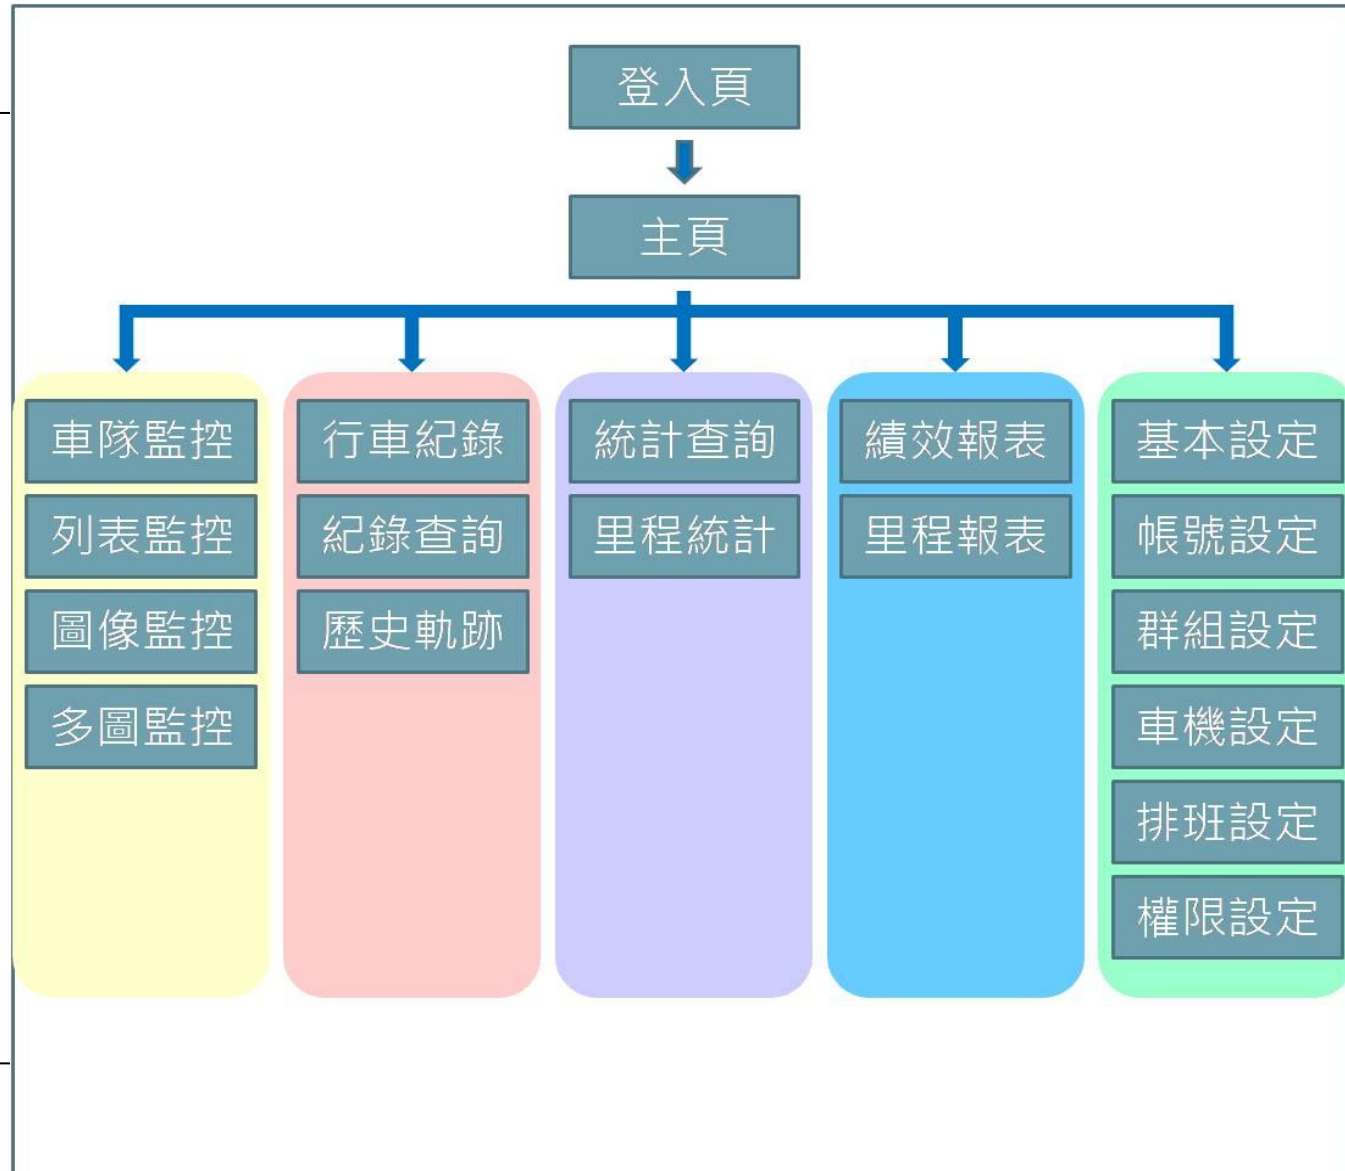 登入頁
主頁
車隊監控
列表監控
圖像監控
多圖監控
行車紀錄
紀錄查詢
歷史軌跡
統計查詢
里程統計
績效報表
里程報表
基本設定
帳號設定
群組設定
車機設定
排班設定
權限設定